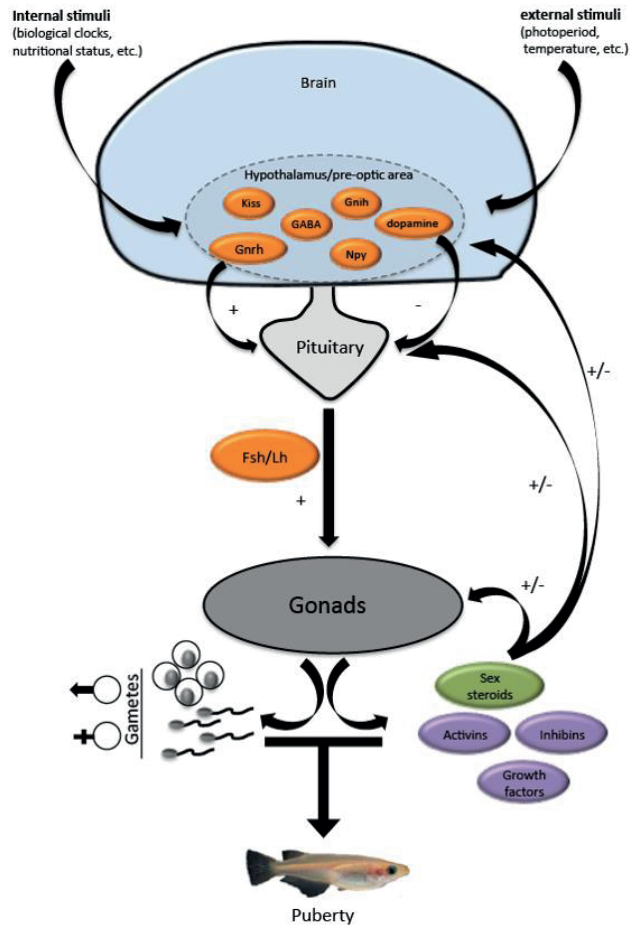 Internal stimuli
(biological clocks,
nutritional status, etc.)
external stimuli
(photoperiod,
temperature, etc.)
Brain
Hypothalamus/pre-optic area
Kiss
Gnih
GABA
dopamine
Gnrh
Npy
+
-
Pituitary
+/-
Fsh/Lh
+
+/-
+/-
Gonads
Gametes
Sex
steroids
Activins
Inhibins
Growth
factors
Puberty